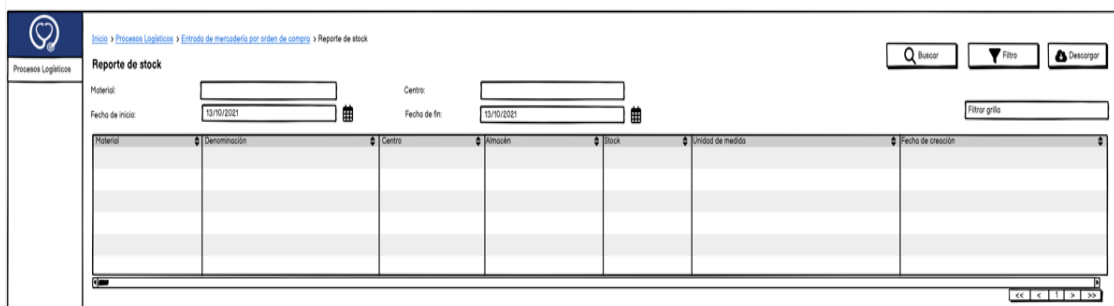 Inicio > Procesos Logísticos > Entrada de mercadería por orden de compra > Reporte de stock
Procesos Logísticos
Reporte de stock
Buscar Filtro Descargar
Material: Centro:
Fecha de inicio: 13/10/2021 Fecha de fin: 13/10/2021
Filtrar grilla
Material Denominación Centro Almacén Stock Unidad de medida Fecha de creación
<< < 1 > >>